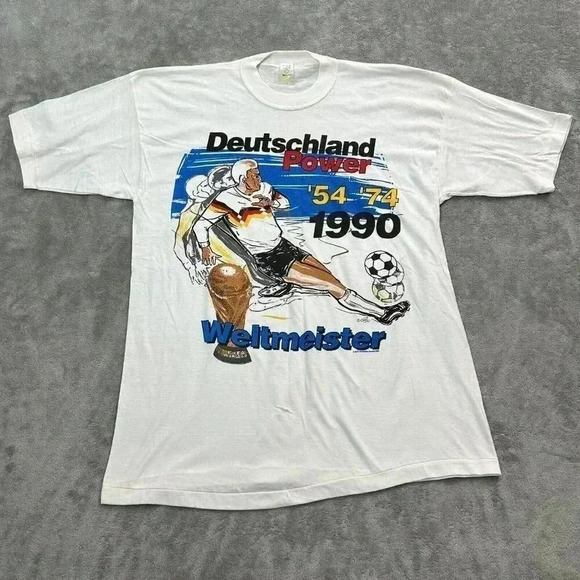 Deutschland
Power
'54 '74
1990
Weltmeister